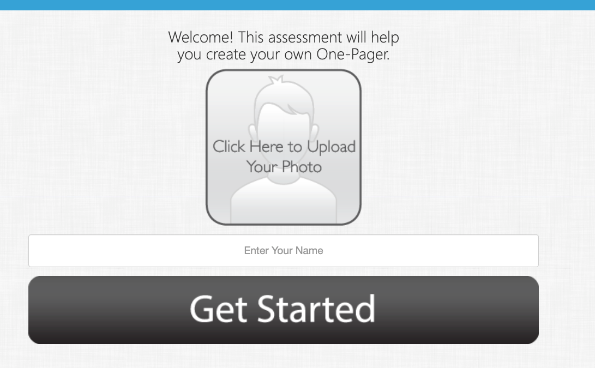 Welcome! This assessment will help
you create your own One-Pager.
Click Here to Upload
Your Photo
Enter Your Name
Get Started